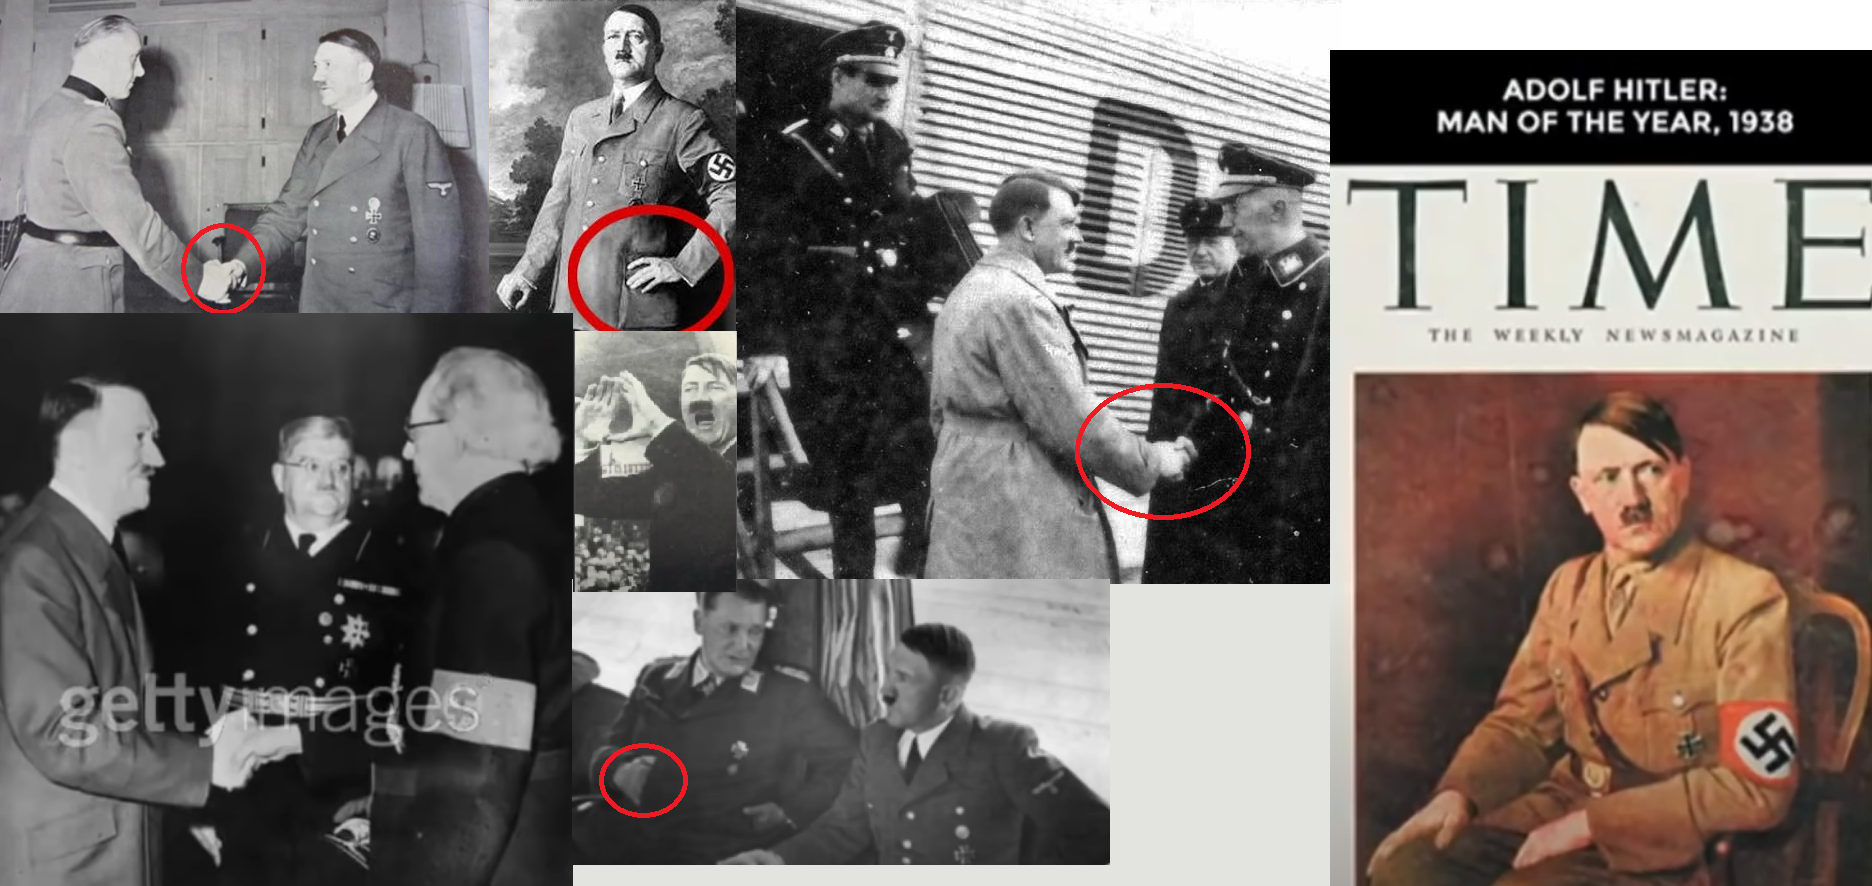 D
ADOLF HITLER:
MAN OF THE YEAR, 1938
TIME
THE WEEKLY NEWSMAGAZINE
gettyimages